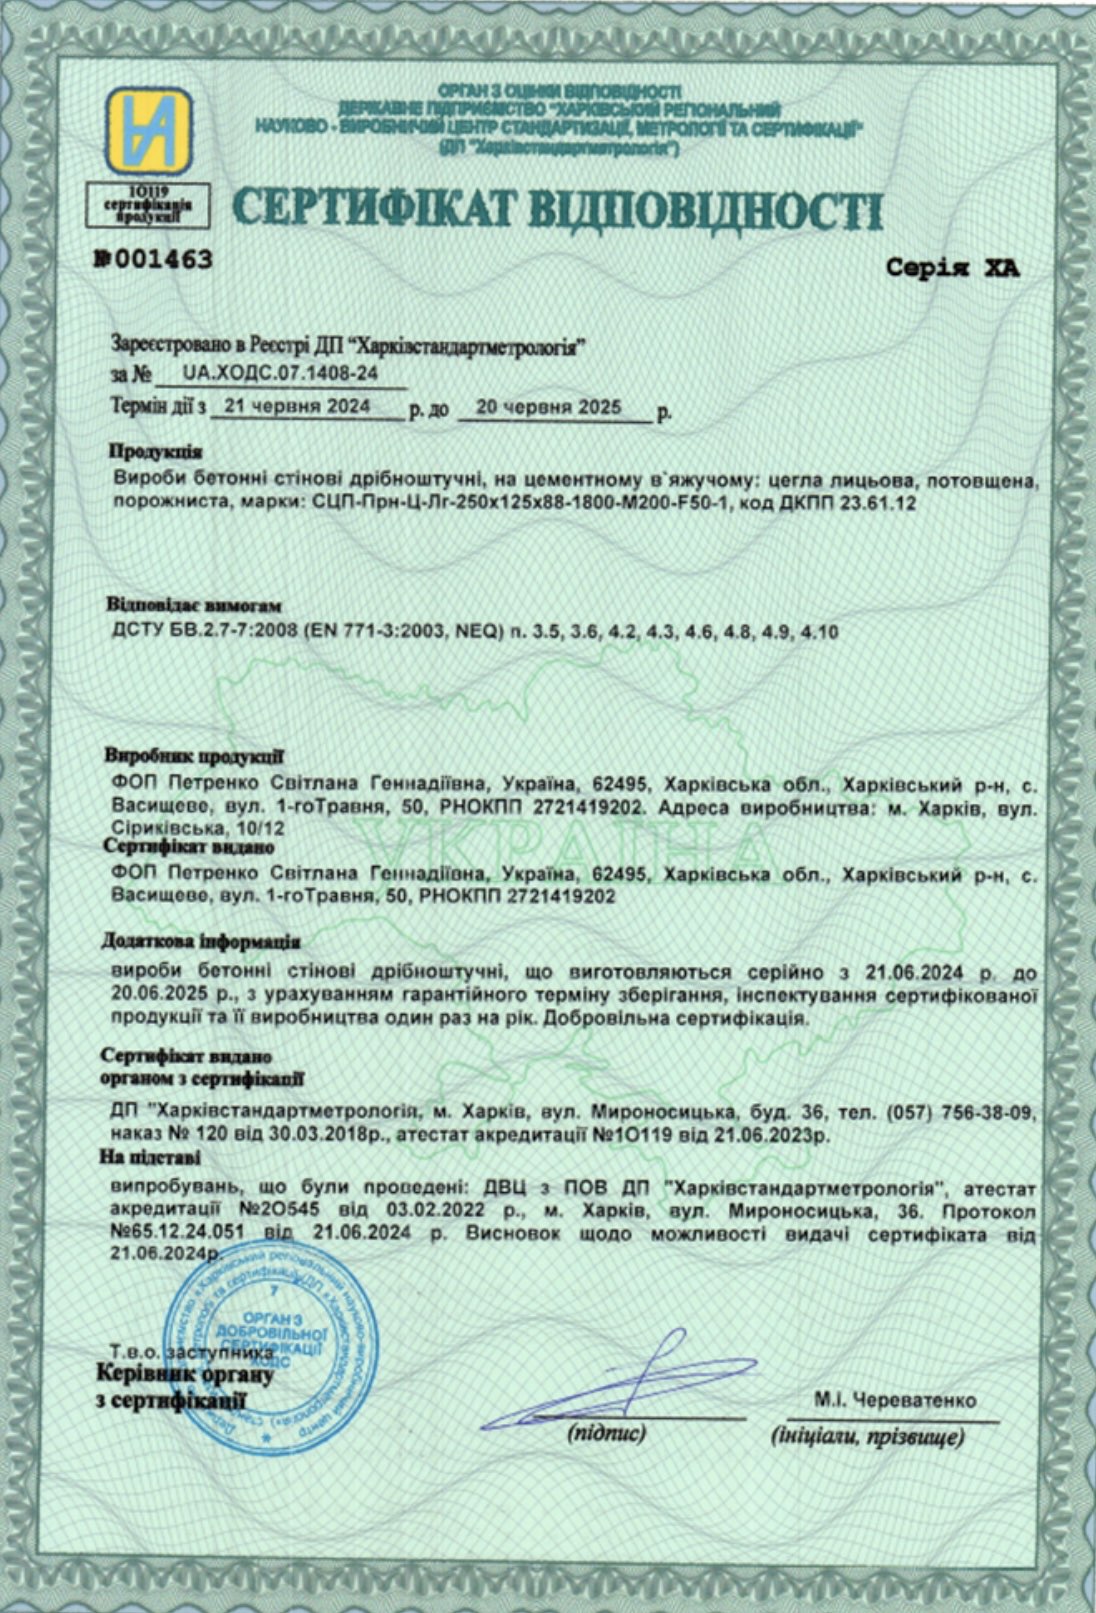 ОРГАН З ОЦІНКИ ВІДПОВІДНОСТІ
ДЕРЖАВНЕ ПІДПРИЄМСТВО "ХАРКІВСЬКИЙ РЕГІОНАЛЬНИЙ
НАУКОВО - ВИРОБНИЧИЙ ЦЕНТР СТАНДАРТИЗАЦІЇ, МЕТРОЛОГІЇ ТА СЕРТИФІКАЦІЇ"
(ДП "Харківстандартметрологія")
1О119
сертифікація
продукції
СЕРТИФІКАТ ВІДПОВІДНОСТІ
№001463
Серія ХА
Зареєстровано в Реєстрі ДП "Харківстандартметрологія"
за № UA.ХОДС.07.1408-24
Термін дії з 21 червня 2024 р. до 20 червня 2025 р.
Продукція
Вироби бетонні стінові дрібноштучні, на цементному в`яжучому: цегла лицьова, потовщена,
порожниста, марки: СЦП-Прн-Ц-Лг-250х125х88-1800-М200-F50-1, код ДКПП 23.61.12
Відповідає вимогам
ДСТУ БВ.2.7-7:2008 (EN 771-3:2003, NEQ) п. 3.5, 3.6, 4.2, 4.3, 4.6, 4.8, 4.9, 4.10
Виробник продукції
ФОП Петренко Світлана Геннадіївна, Україна, 62495, Харківська обл., Харківський р-н, с.
Васищеве, вул. 1-гоТравня, 50, РНОКПП 2721419202. Адреса виробництва: м. Харків, вул.
Сіриківська, 10/12
УКРАЇНА
Сертифікат видано
ФОП Петренко Світлана Геннадіївна, Україна, 62495, Харківська обл., Харківський р-н, с.
Васищеве, вул. 1-гоТравня, 50, РНОКПП 2721419202
Додаткова інформація
вироби бетонні стінові дрібноштучні, що виготовляються серійно з 21.06.2024 р. до
20.06.2025 р., з урахуванням гарантійного терміну зберігання, інспектування сертифікованої
продукції та її виробництва один раз на рік. Добровільна сертифікація.
Сертифікат видано
органом з сертифікації
ДП "Харківстандартметрологія, м. Харків, вул. Мироносицька, буд. 36, тел. (057) 756-38-09,
наказ № 120 від 30.03.2018р., атестат акредитації №1О119 від 21.06.2023р.
На підставі
випробувань, що були проведені: ДВЦ з ПОВ ДП "Харківстандартметрологія", атестат
акредитації №2О545 від 03.02.2022 р., м. Харків, вул. Мироносицька, 36. Протокол
№65.12.24.051 від 21.06.2024 р. Висновок щодо можливості видачі сертифіката від
21.06.2024р.
7
ОРГАН З
ДОБРОВІЛЬНОЇ
СЕРТИФІКАЦІЇ
ХОДС
Т.в.о. заступника
Керівник органу
з сертифікації
М.І. Череватенко
(підпис)
(ініціали, прізвище)